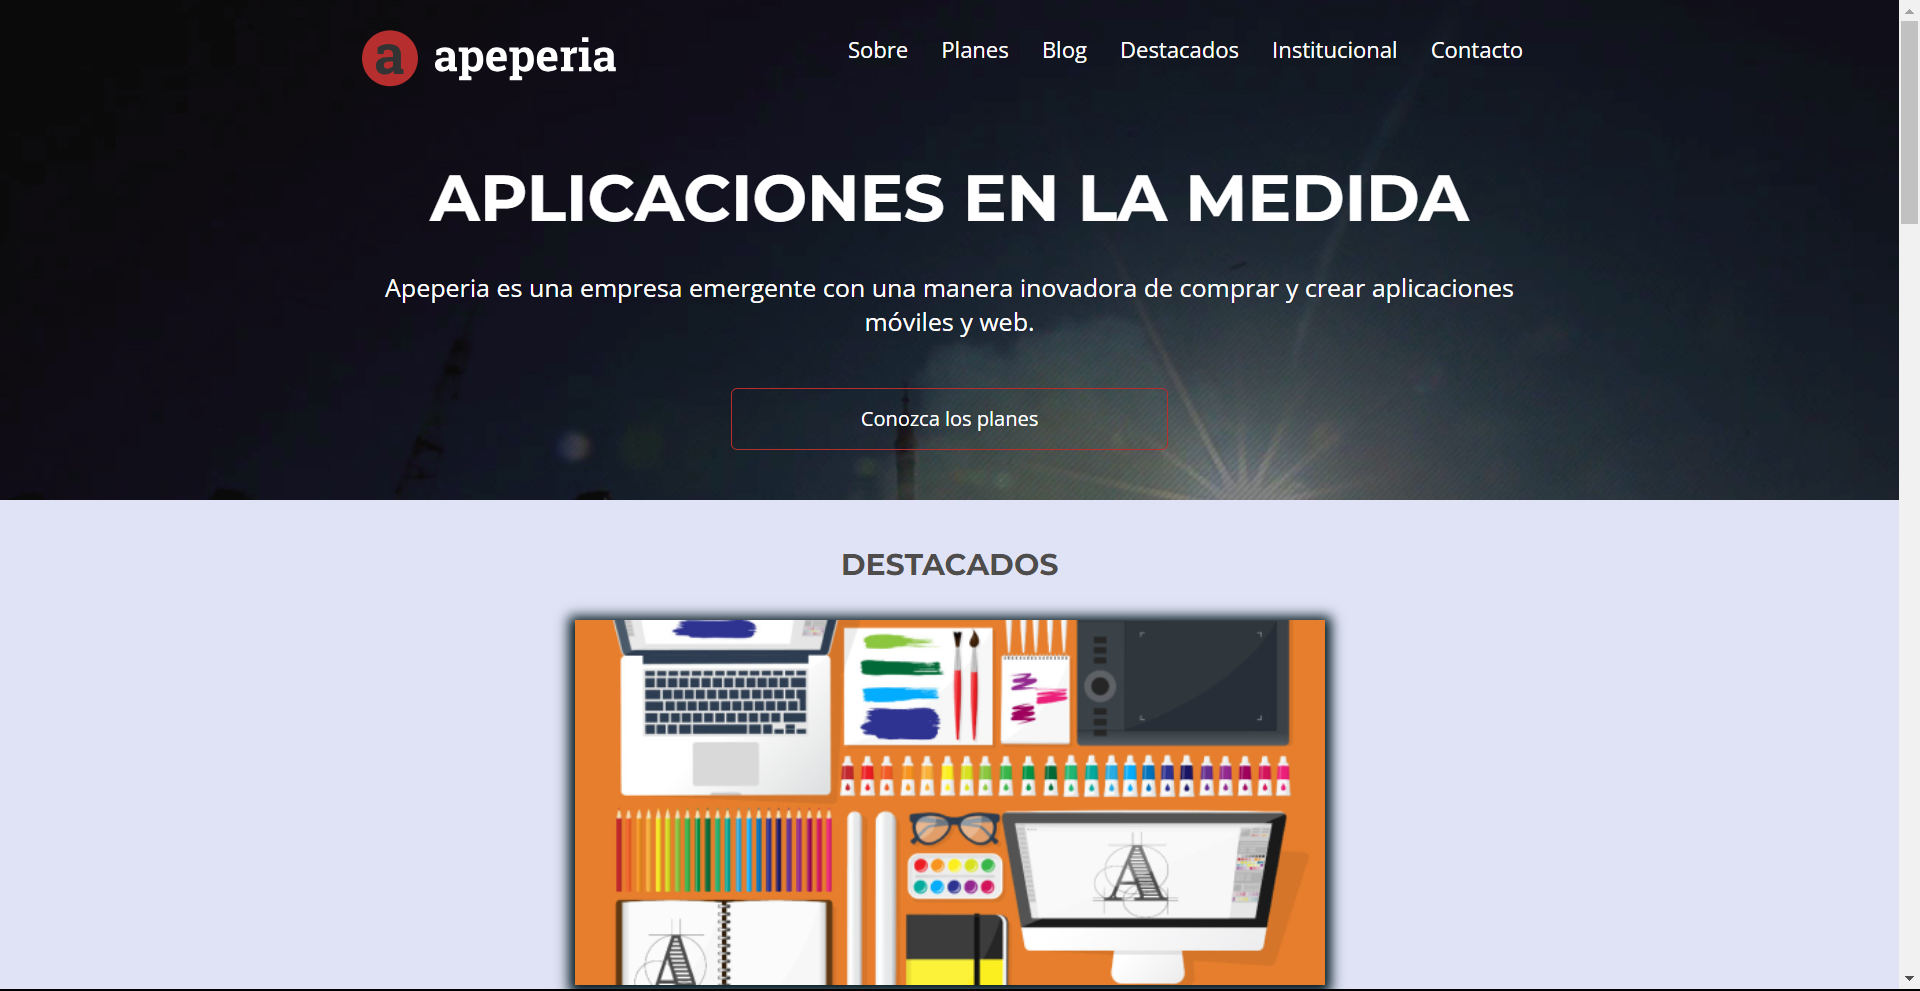 a apeperia
Sobre Planes Blog Destacados Institucional Contacto
APLICACIONES EN LA MEDIDA
Apeperia es una empresa emergente con una manera inovadora de comprar y crear aplicaciones
móviles y web.
Conozca los planes
DESTACADOS
A
A